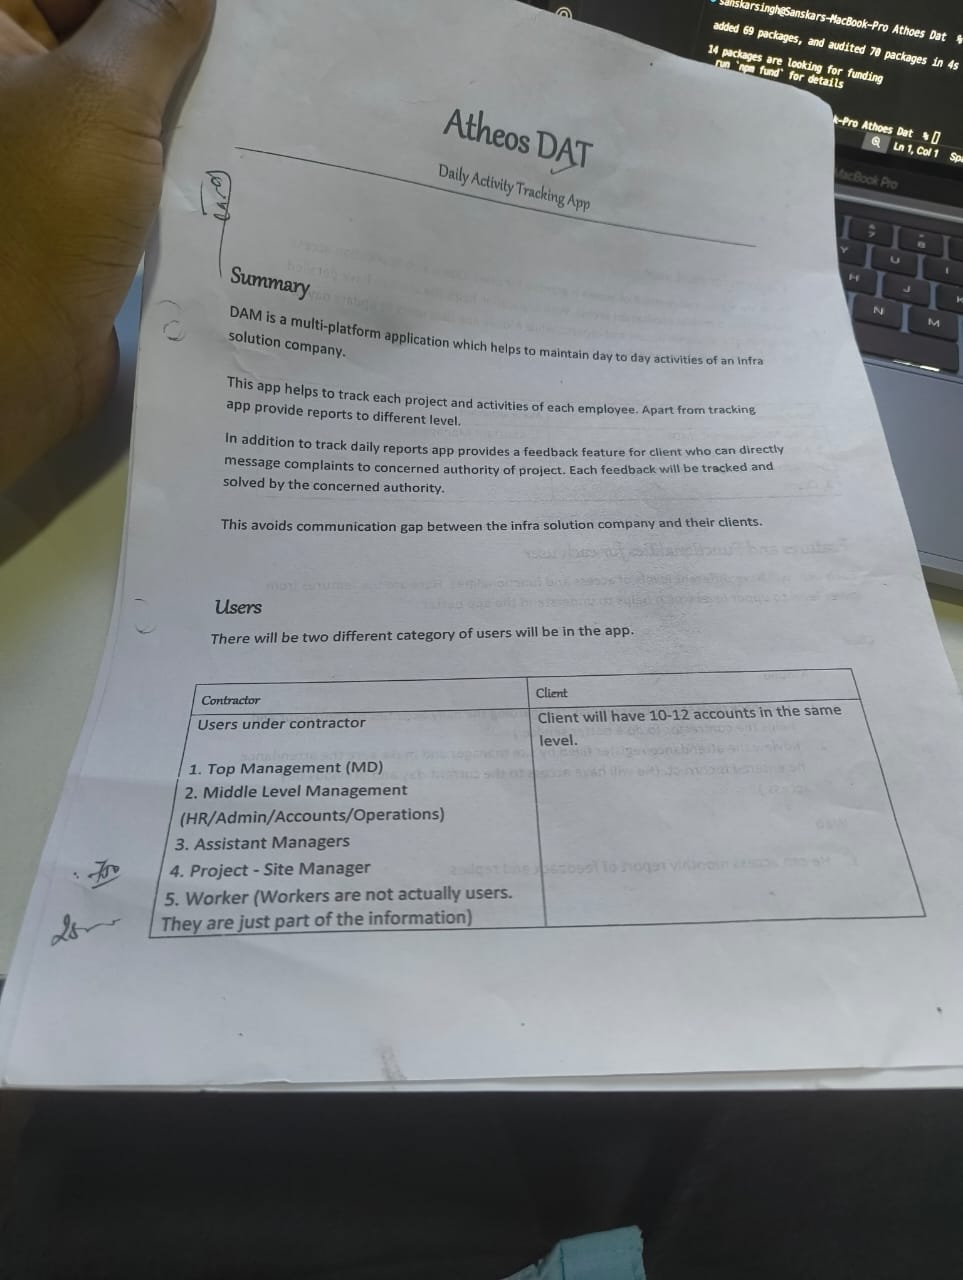 sanskarsingh@Sanskars-MacBook-Pro Athoes Dat %
added 69 packages, and audited 70 packages in 4s
14 packages are looking for funding
run `npm fund` for details
k-Pro Athoes Dat %
Ln 1, Col 1
MacBook Pro
Atheos DAT
Daily Activity Tracking App
Summary
DAM is a multi-platform application which helps to maintain day to day activities of an Infra
solution company.
This app helps to track each project and activities of each employee. Apart from tracking
app provide reports to different level.
In addition to track daily reports app provides a feedback feature for client who can directly
message complaints to concerned authority of project. Each feedback will be tracked and
solved by the concerned authority.
This avoids communication gap between the infra solution company and their clients.
Users
There will be two different category of users will be in the app.
Contractor
Client
Users under contractor
Client will have 10-12 accounts in the same
level.
1. Top Management (MD)
2. Middle Level Management
(HR/Admin/Accounts/Operations)
3. Assistant Managers
4. Project - Site Manager
5. Worker (Workers are not actually users.
They are just part of the information)